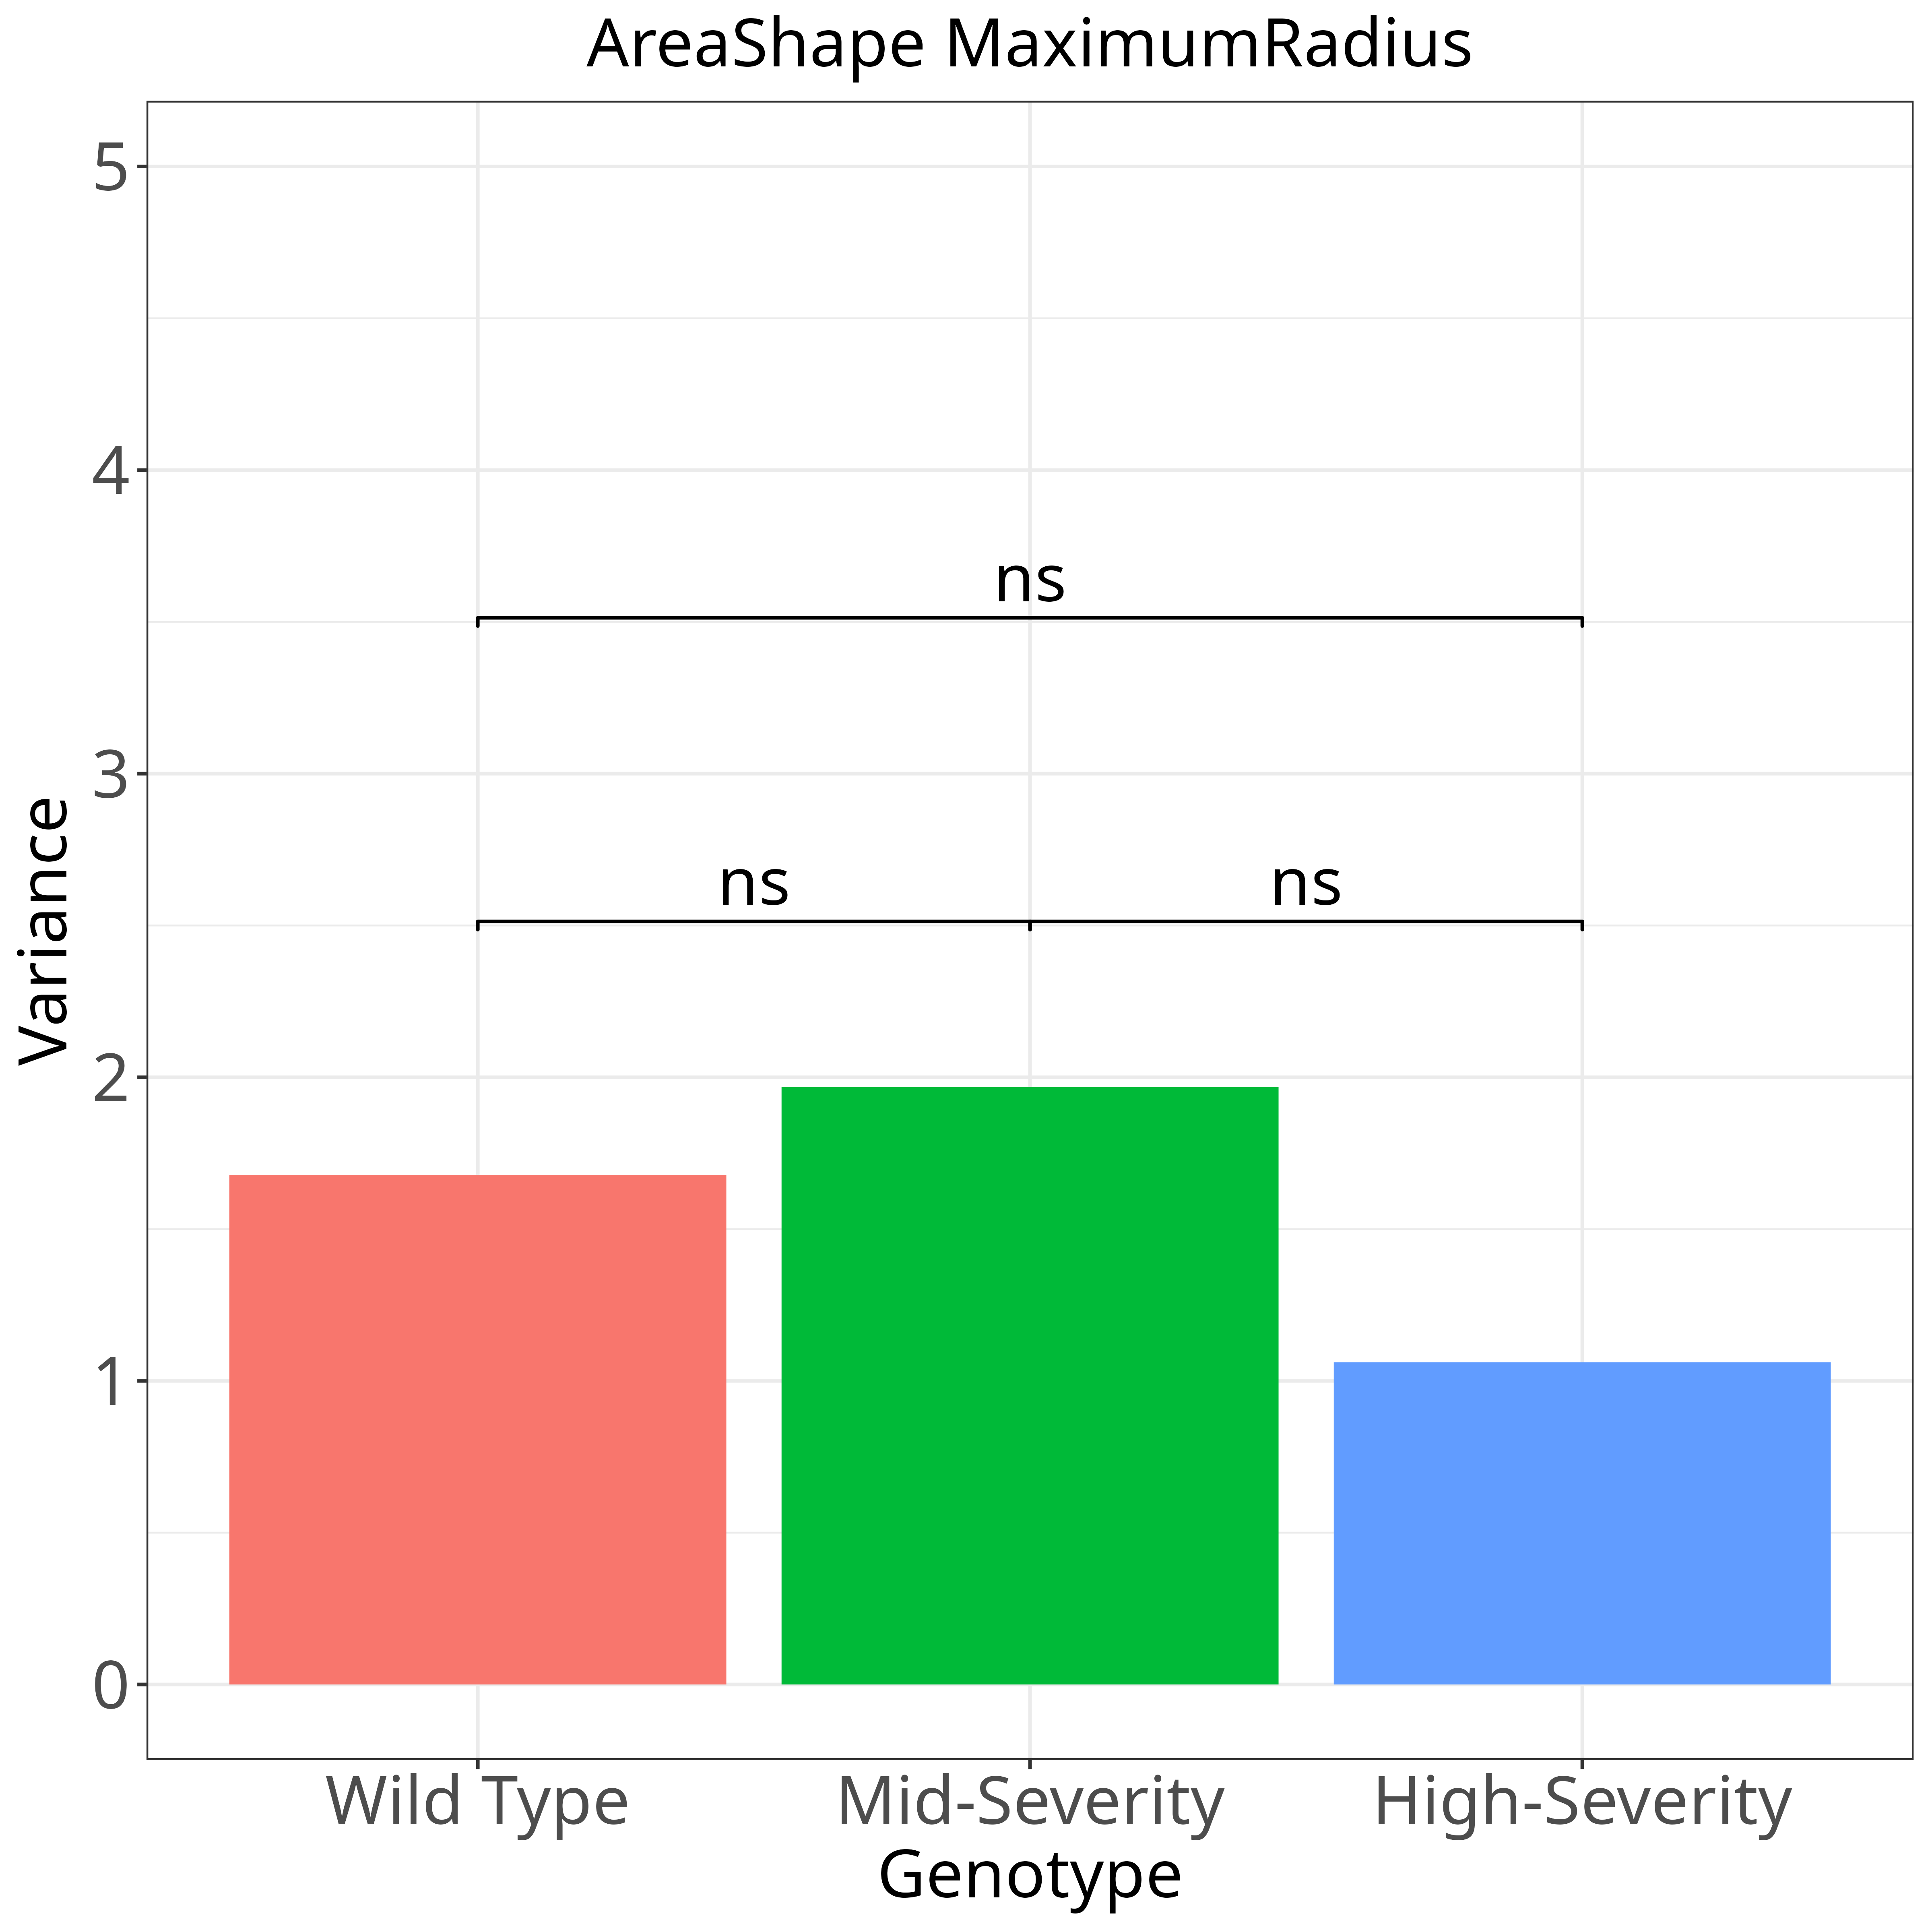 AreaShape MaximumRadius
5
4
3
2
1
0
Variance
ns
ns ns
Wild Type Mid-Severity High-Severity
Genotype